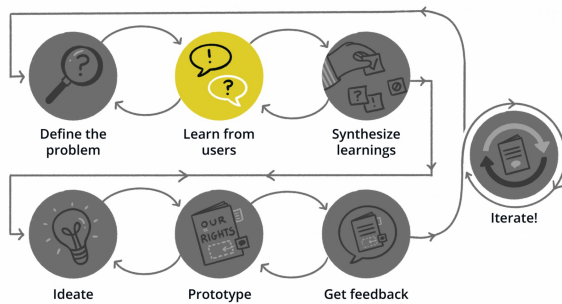 !
?
?
Define the
problem
Learn from
users
?
!
Synthesize
learnings
OUR
RIGHTS
Ideate
Prototype
Get feedback
Iterate!